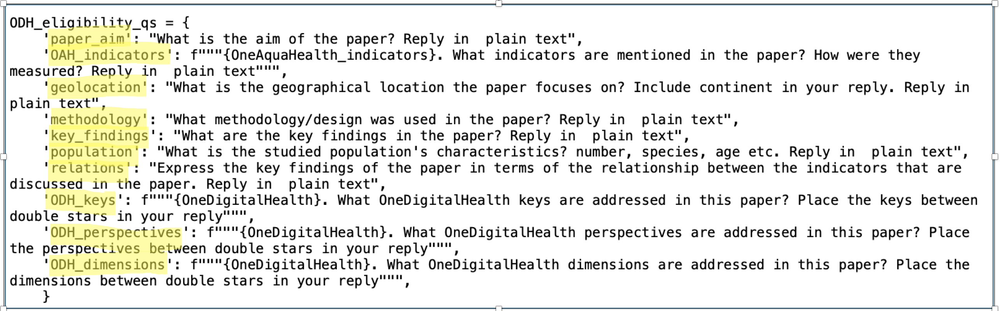 ODH_eligibility_qs = {
    'paper_aim': "What is the aim of the paper? Reply in  plain text",
    'OAH_indicators': f"""{OneAquaHealth_indicators}. What indicators are mentioned in the paper? How were they
measured? Reply in  plain text""",
    'geolocation': "What is the geographical location the paper focuses on? Include continent in your reply. Reply in
plain text",
    'methodology': "What methodology/design was used in the paper? Reply in  plain text",
    'key_findings': "What are the key findings in the paper? Reply in  plain text",
    'population': "What is the studied population's characteristics? number, species, age etc. Reply in  plain text",
    'relations': "Express the key findings of the paper in terms of the relationship between the indicators that are
discussed in the paper. Reply in  plain text",
    'ODH_keys': f"""{OneDigitalHealth}. What OneDigitalHealth keys are addressed in this paper? Place the keys between
double stars in your reply""",
    'ODH_perspectives': f"""{OneDigitalHealth}. What OneDigitalHealth perspectives are addressed in this paper? Place
the perspectives between double stars in your reply""",
    'ODH_dimensions': f"""{OneDigitalHealth}. What OneDigitalHealth dimensions are addressed in this paper? Place the
dimensions between double stars in your reply""",
    }